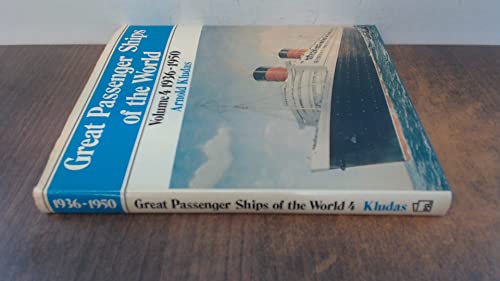 Great Passenger Ships
of the World
Volume 4 1936-1950
Arnold Kludas
1936-1950 Great Passenger Ships of the World 4 Kludas